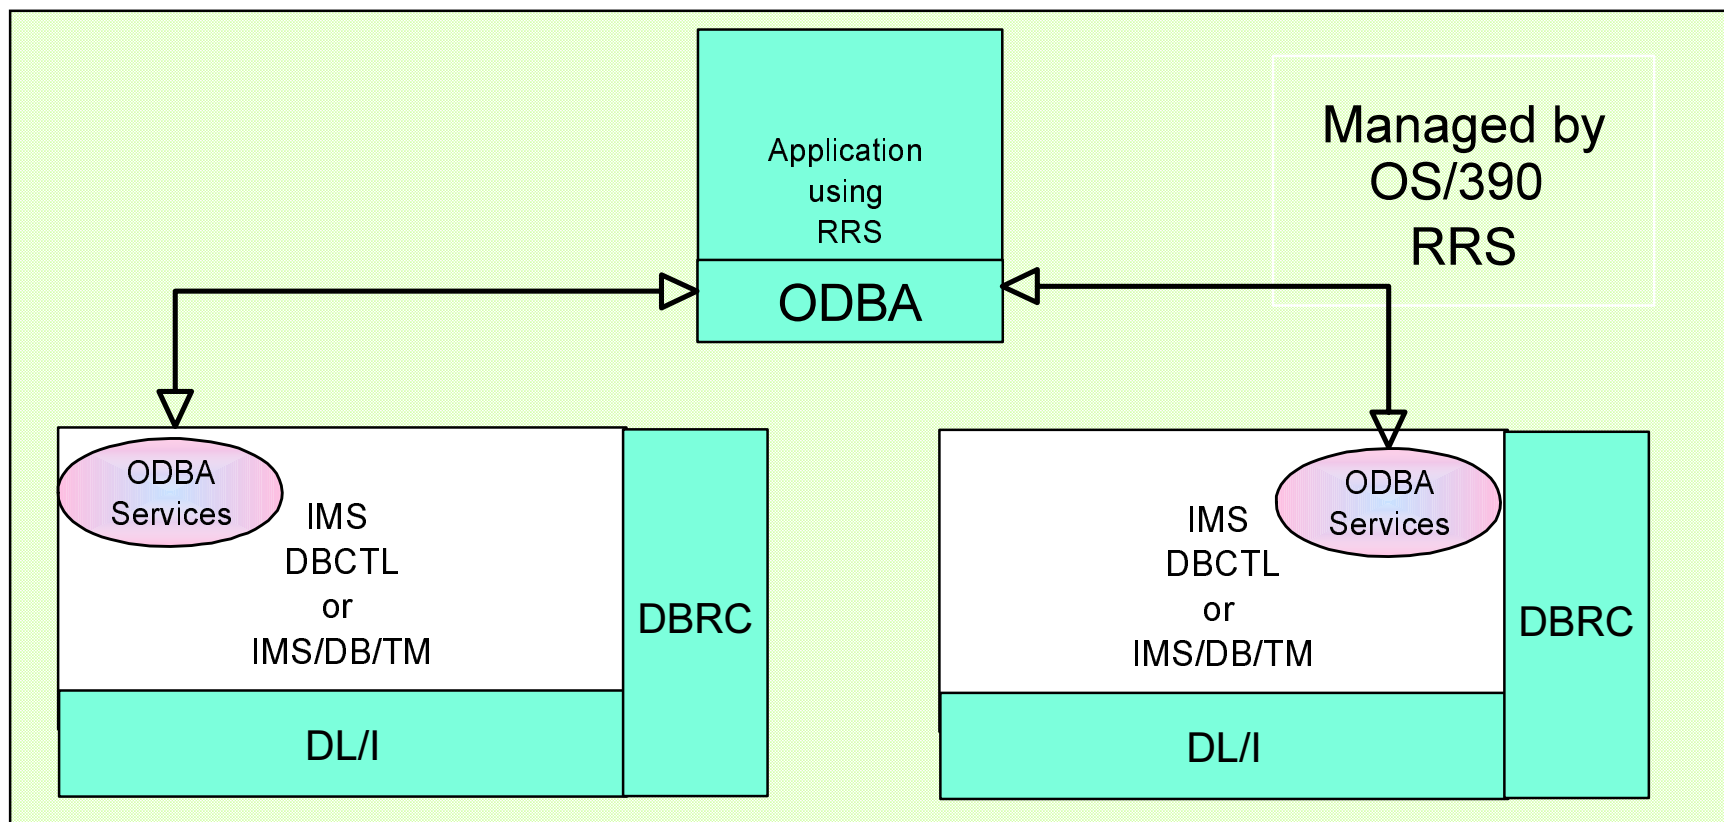 Application
using
RRS
ODBA
Managed by
OS/390
RRS
ODBA
Services
IMS
DBCTL
or
IMS/DB/TM
DBRC
DL/I
ODBA
Services
IMS
DBCTL
or
IMS/DB/TM
DBRC
DL/I